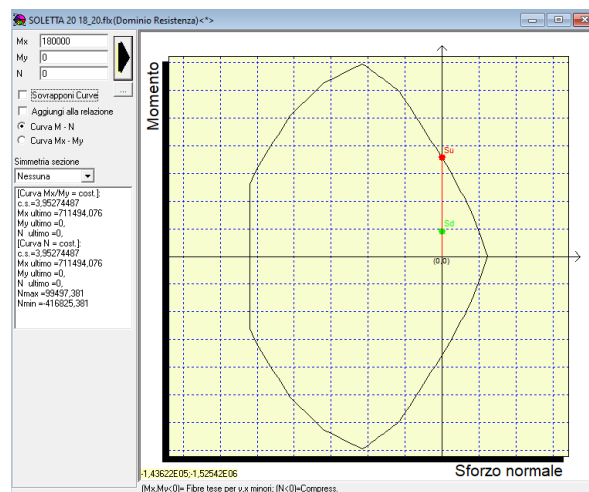 SOLETTA 20 18_20.flx(Dominio Resistenza)<*>
Mx 180000
My 0
N 0
Sovrapponi Curve
...
Aggiungi alla relazione
Curva M - N
Curva Mx - My
Simmetria sezione
Nessuna
[Curva Mx/My = cost.]:
c.s.=3,95274487
Mx ultimo =711494,076
My ultimo =0,
N ultimo =0,
[Curva N = cost.]:
c.s.=3,95274487
Mx ultimo =711494,076
My ultimo =0,
N ultimo =0,
Nmax =99497,381
Nmin =-416825,381
Momento
Su
Sd
(0,0)
-1,43622E05;-1,52542E06
Sforzo normale
(Mx,My<0)= Fibre tese per y,x minori; (N<0)=Compress.